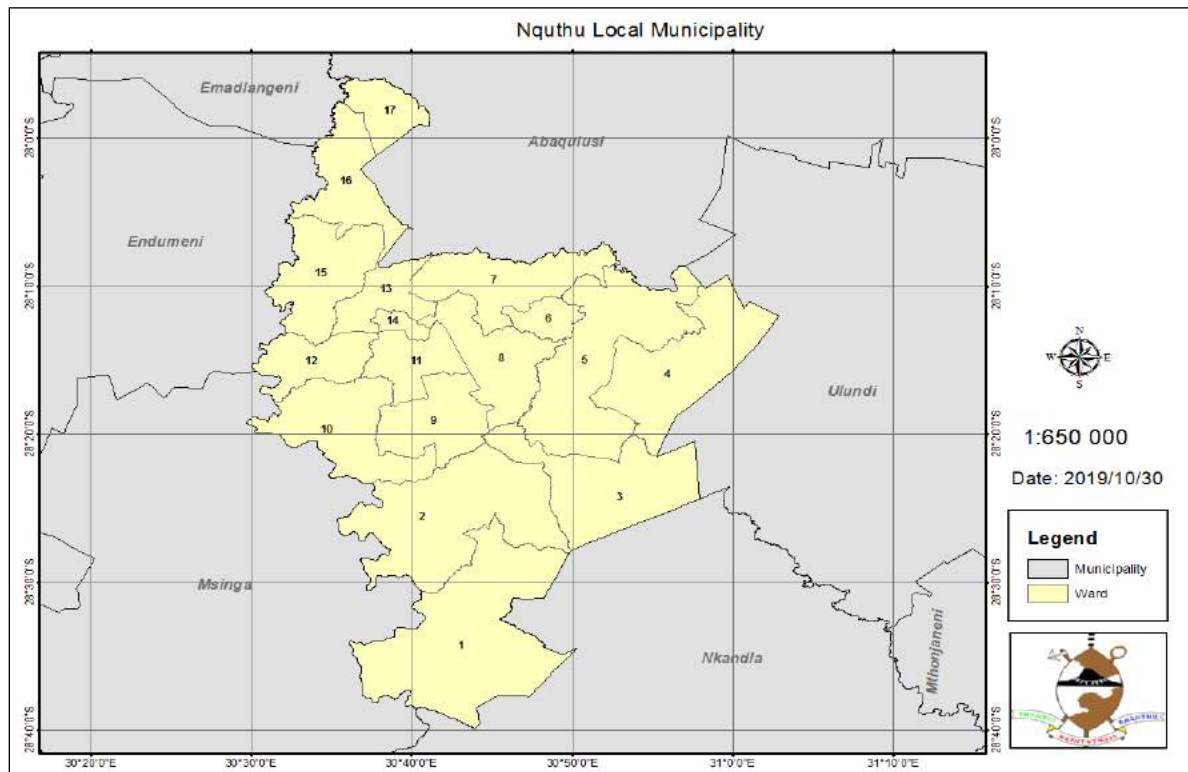 Nquthu Local Municipality
Emadlangeni
17
Abaqulusi
16
Endumeni
15
7
13
14
6
12
11
8
5
4
Ulundi
10
9
3
2
Msinga
1
Nkandla
Mthonjaneni
28°0'0"S
28°10'0"S
28°20'0"S
28°30'0"S
28°40'0"S
28°0'0"S
28°10'0"S
28°20'0"S
28°30'0"S
28°40'0"S
30°20'0"E
30°30'0"E
30°40'0"E
30°50'0"E
31°0'0"E
31°10'0"E
N
W
E
S
1:650 000
Date: 2019/10/30
Legend
Municipality
Ward